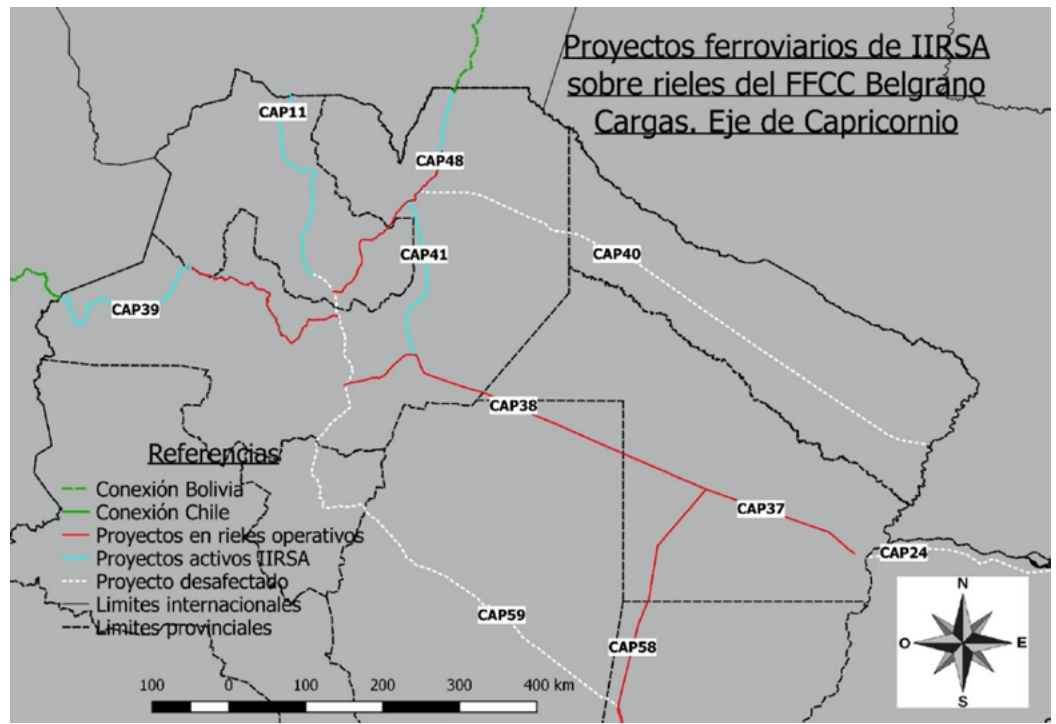 Proyectos ferroviarios de IIRSA
sobre rieles del FFCC Belgrano
Cargas. Eje de Capricornio
CAP11
CAP48
CAP41
CAP40
CAP39
CAP38
CAP37
CAP24
CAP59
CAP58
Referencias
Conexión Bolivia
Conexión Chile
Proyectos en rieles operativos
Proyectos activos IIRSA
Proyecto desafectado
Limites internacionales
Limites provinciales
100 0 100 200 300 400 km
N
O E
S